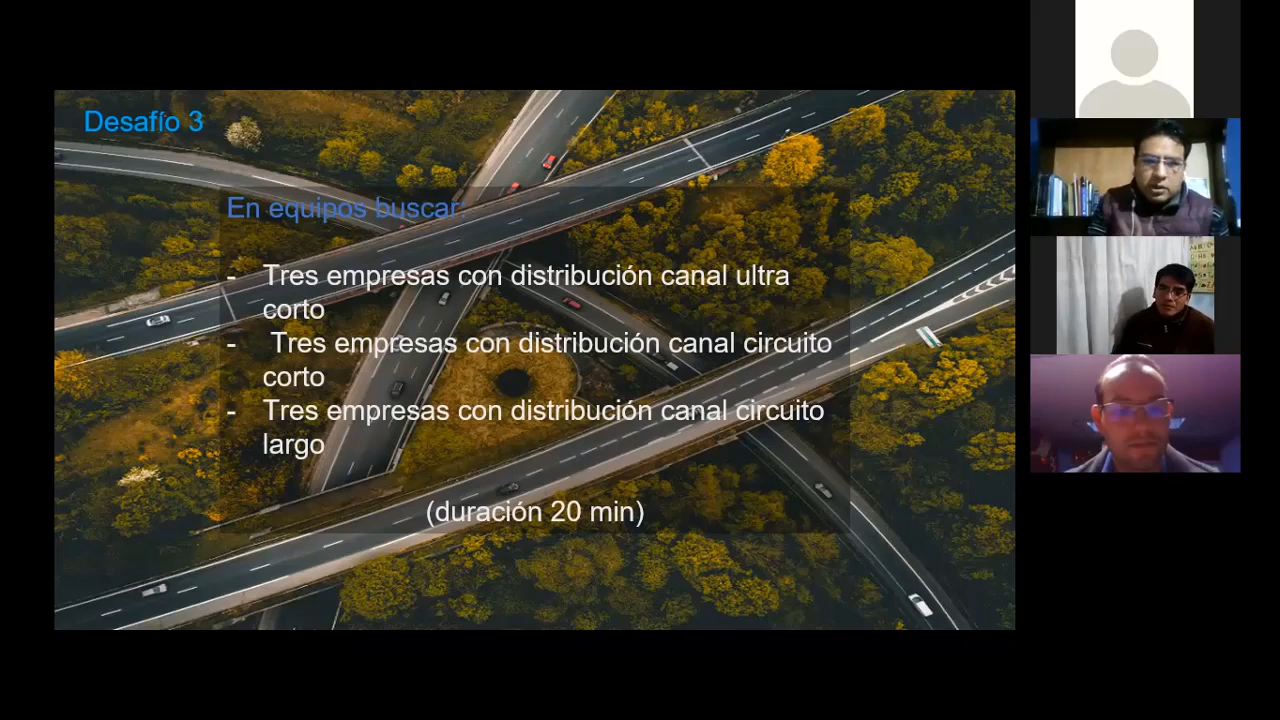 Desafío 3
En equipos buscar:
- Tres empresas con distribución canal ultra
corto
- Tres empresas con distribución canal circuito
corto
- Tres empresas con distribución canal circuito
largo
(duración 20 min)